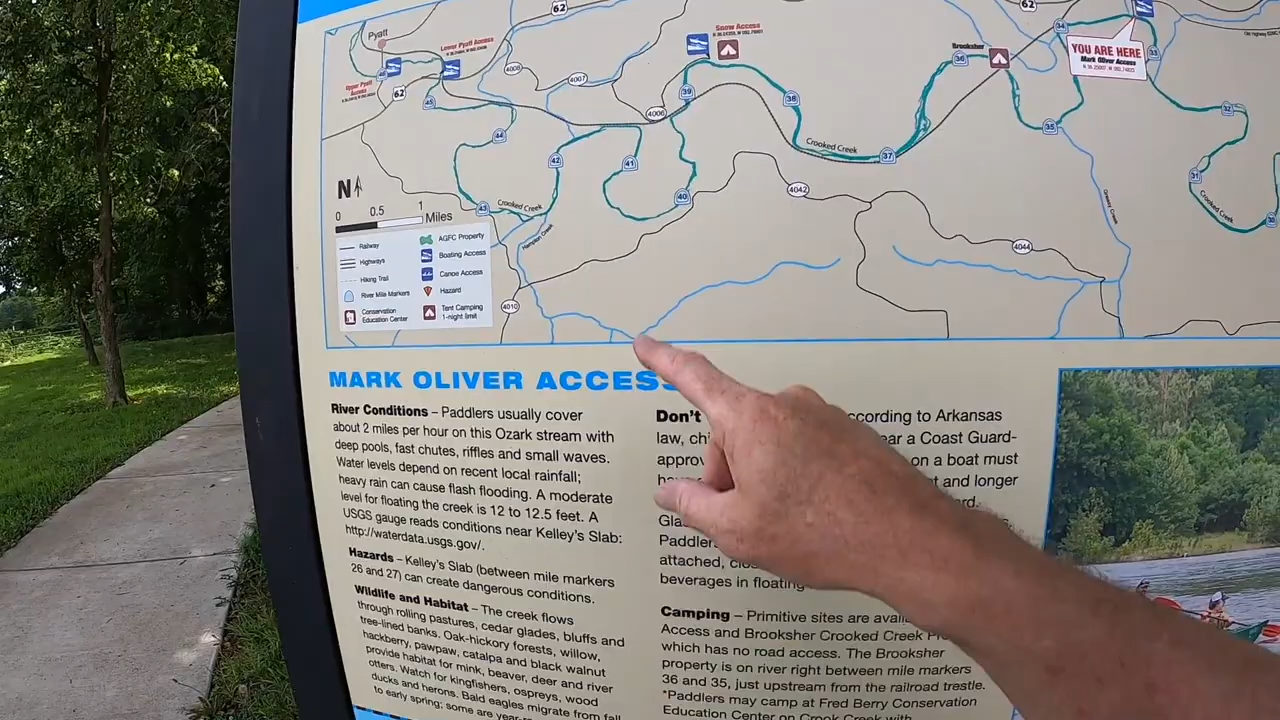 62
62
Pyatt
Lower Pyatt Access
Snow Access
Upper Pyatt
Access
Brooksher
YOU ARE HERE
Mark Oliver Access
34
33
36
4008
4007
62
46
45
39
38
4006
32
35
44
42
41
Crooked Creek
37
40
4042
31
43
Crooked Creek
Crooked Creek
30
Hampton Creek
4044
4010
N
0 0.5 1 Miles
Railway
Highways
Hiking Trail
River Mile Markers
Conservation
Education Center
AGFC Property
Boating Access
Canoe Access
Hazard
Tent Camping
1-night limit
MARK OLIVER ACCESS
River Conditions – Paddlers usually cover
about 2 miles per hour on this Ozark stream with
deep pools, fast chutes, riffles and small waves.
Water levels depend on recent local rainfall;
heavy rain can cause flash flooding. A moderate
level for floating the creek is 12 to 12.5 feet. A
USGS gauge reads conditions near Kelley's Slab:
http://waterdata.usgs.gov/.
Hazards – Kelley's Slab (between mile markers
26 and 27) can create dangerous conditions.
Wildlife and Habitat – The creek flows
through rolling pastures, cedar glades, bluffs and
tree-lined banks. Oak-hickory forests, willow,
hackberry, pawpaw, catalpa and black walnut
provide habitat for mink, beaver, deer and river
otters. Watch for kingfishers, ospreys, wood
ducks and herons. Bald eagles migrate from fall
to early spring; some are
Don't according to Arkansas
law, a Coast Guard-
on a boat must
and longer
attached,
beverages in floating
Camping – Primitive sites are
Access and Brooksher Crooked Creek
which has no road access. The Brooksher
property is on river right between mile markers
36 and 35, just upstream from the railroad trestle.
*Paddlers may camp at Fred Berry Conservation
Education Center on Crook Creek with